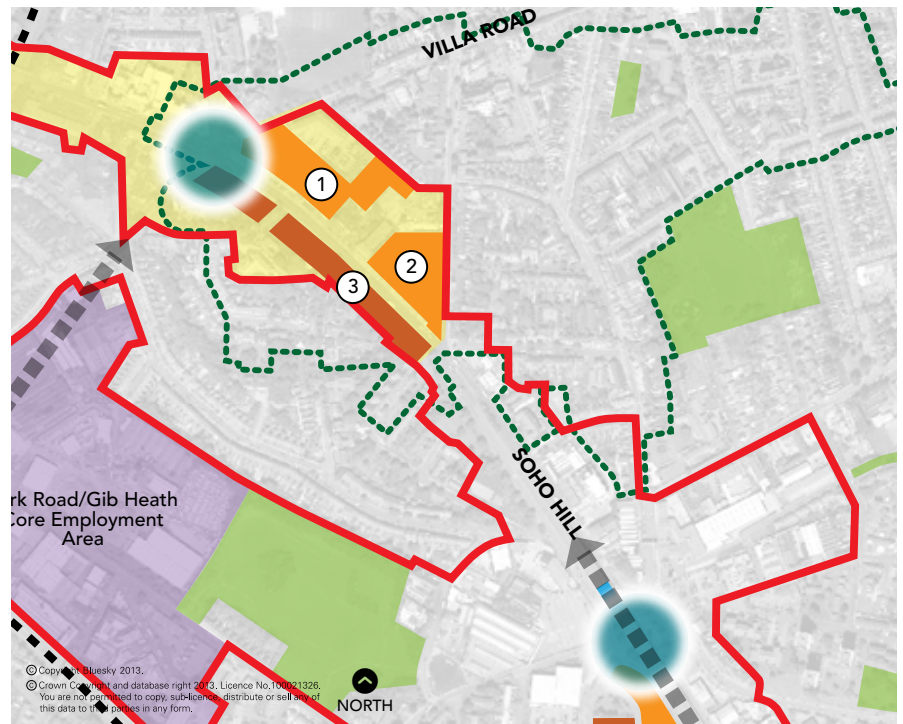 VILLA ROAD
1
2
3
SOHO HILL
rk Road/Gib Heath
Core Employment
Area
© Copyright Bluesky 2013.
© Crown Copyright and database right 2013. Licence No.100021326.
You are not permitted to copy, sub-licence, distribute or sell any of
this data to third parties in any form.
NORTH